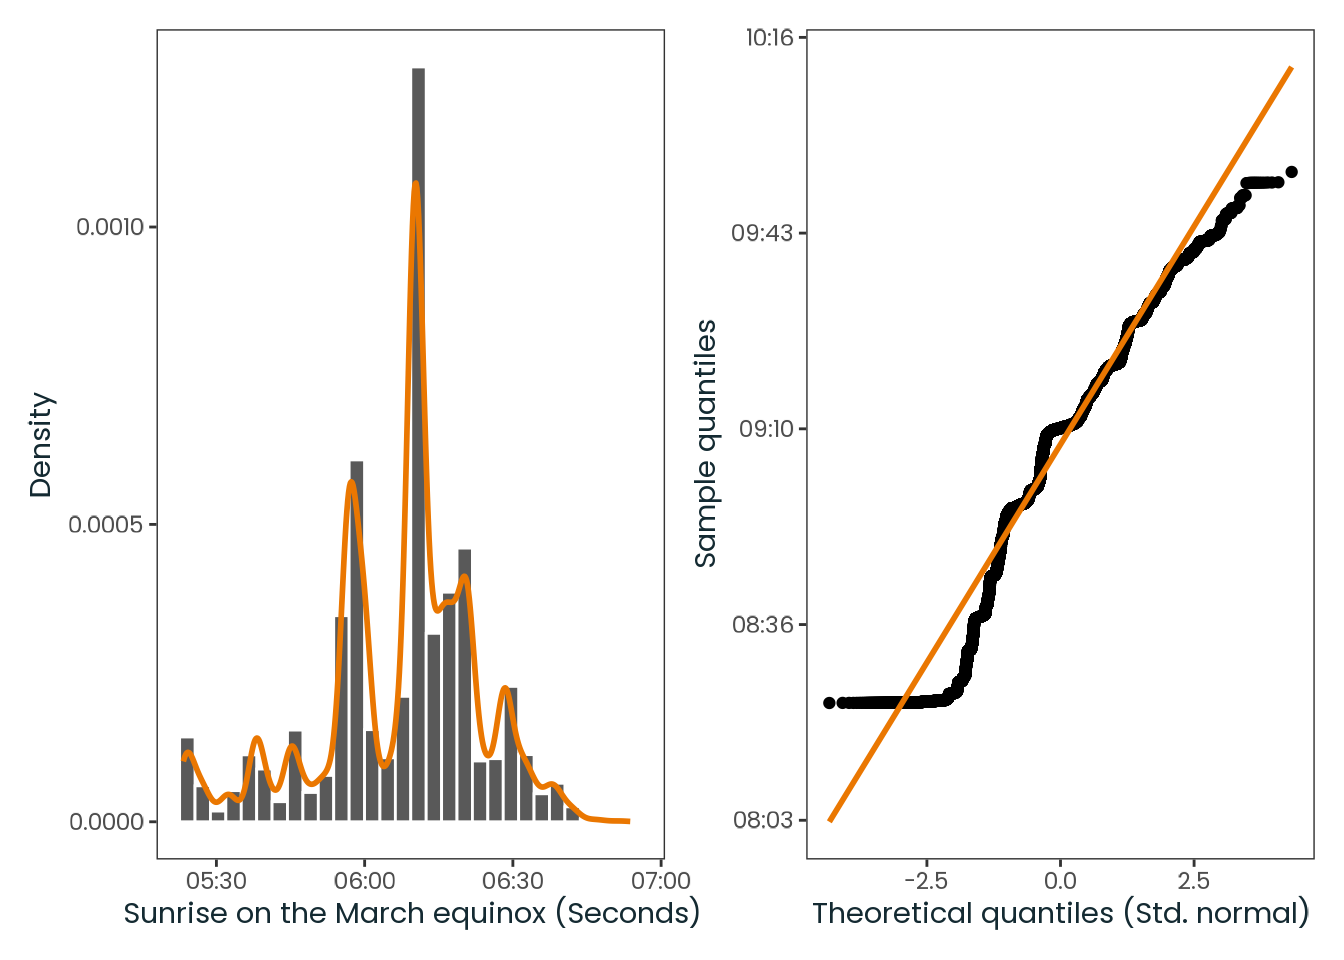 0.0010
0.0005
0.0000
Density
05:30 06:00 06:30 07:00
Sunrise on the March equinox (Seconds)
10:16
09:43
09:10
08:36
08:03
Sample quantiles
-2.5 0.0 2.5
Theoretical quantiles (Std. normal)